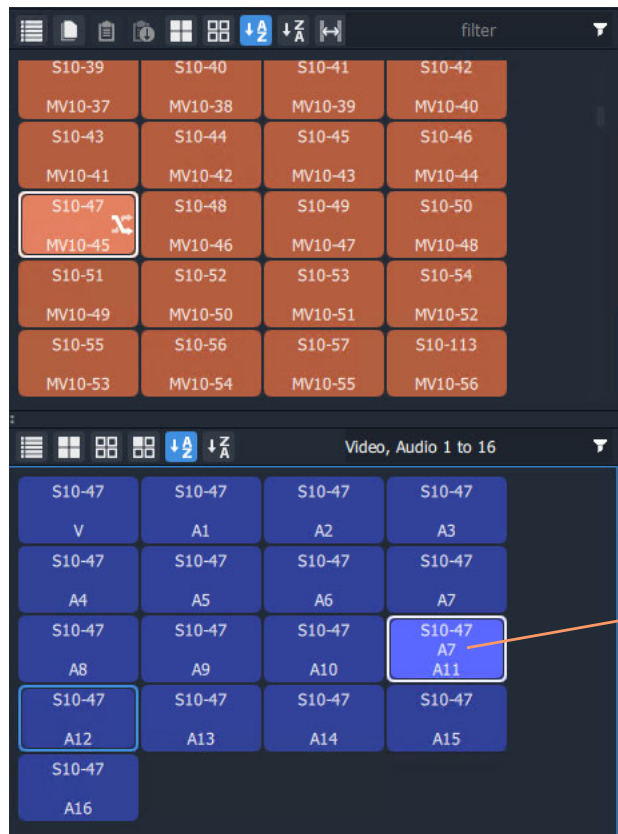 filter
S10-39 S10-40 S10-41 S10-42
MV10-37 MV10-38 MV10-39 MV10-40
S10-43 S10-44 S10-45 S10-46
MV10-41 MV10-42 MV10-43 MV10-44
S10-47 S10-48 S10-49 S10-50
MV10-45 MV10-46 MV10-47 MV10-48
S10-51 S10-52 S10-53 S10-54
MV10-49 MV10-50 MV10-51 MV10-52
S10-55 S10-56 S10-57 S10-113
MV10-53 MV10-54 MV10-55 MV10-56
Video, Audio 1 to 16
S10-47 S10-47 S10-47 S10-47
V A1 A2 A3
S10-47 S10-47 S10-47 S10-47
A4 A5 A6 A7
S10-47 S10-47 S10-47 S10-47
A7
A8 A9 A10 A11
S10-47 S10-47 S10-47 S10-47
A12 A13 A14 A15
S10-47
A16